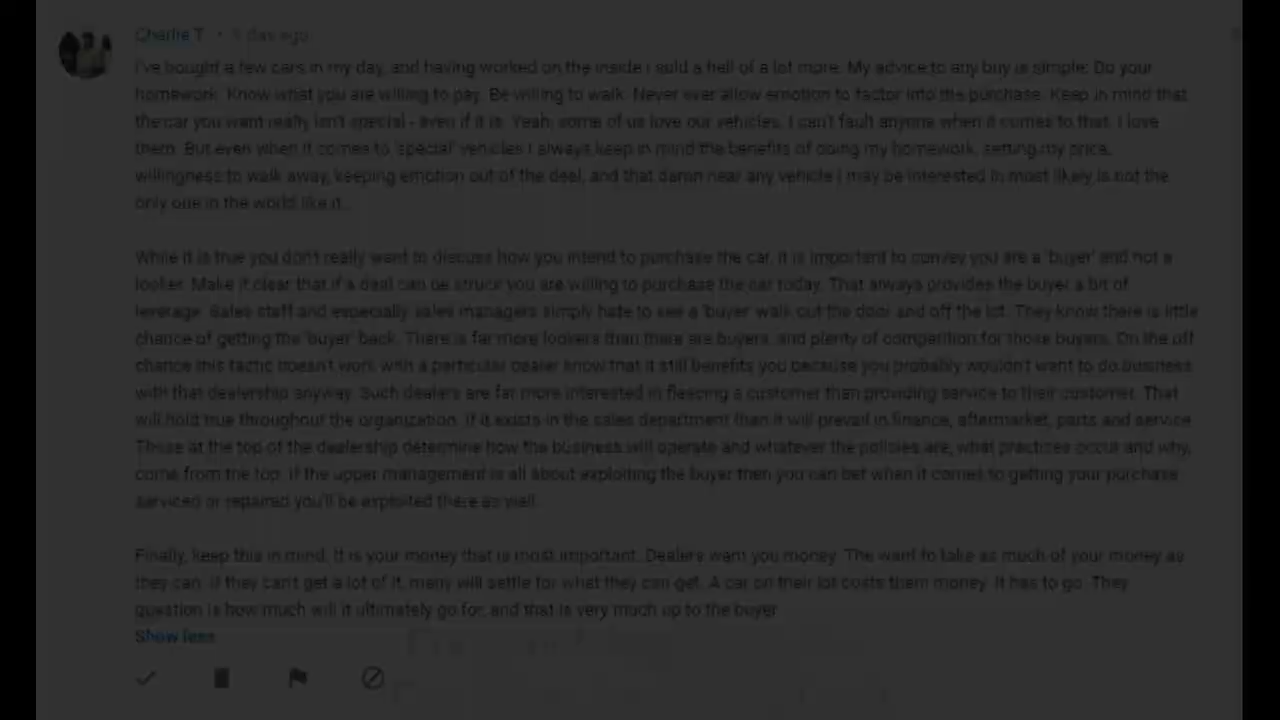 Charlie T • 1 day ago
I've bought a few cars in my day, and having worked on the inside I sold a hell of a lot more. My advice to any buy is simple: Do your
homework. Know what you are willing to pay. Be willing to walk. Never ever allow emotion to factor into the purchase. Keep in mind that
the car you want really isn't special - even if it is. Yeah, some of us love our vehicles. I can't fault anyone when it comes to that. I love
them. But even when it comes to 'special' vehicles I always keep in mind the benefits of doing my homework, setting my price,
willingness to walk away, keeping emotion out of the deal, and that damn near any vehicle I may be interested in most likely is not the
only one in the world like it.
While it is true you don't really want to discuss how you intend to purchase the car, it is important to convey you are a 'buyer' and not a
looker. Make it clear that if a deal can be struck you are willing to purchase the car today. That always provides the buyer a bit of
leverage. Sales staff and especially sales managers simply hate to see a 'buyer' walk out the door and off the lot. They know there is little
chance of getting the 'buyer' back. There is far more lookers than there are buyers, and plenty of competition for those buyers. On the off
chance this tactic doesn't work with a particular dealer know that it still benefits you because you probably wouldn't want to do business
with that dealership anyway. Such dealers are far more interested in fleecing a customer than providing service to their customer. That
will hold true throughout the organization. If it exists in the sales department than it will prevail in finance, aftermarket, parts and service.
Those at the top of the dealership determine how the business will operate and whatever the policies are, what practices occur and why,
come from the top. If the upper management is all about exploiting the buyer then you can bet when it comes to getting your purchase
serviced or repaired you'll be exploited there as well.
Finally, keep this in mind. It is your money that is most important. Dealers want you money. The want to take as much of your money as
they can. If they can't get a lot of it, many will settle for what they can get. A car on their lot costs them money. It has to go. They
question is how much will it ultimately go for, and that is very much up to the buyer.
Show less